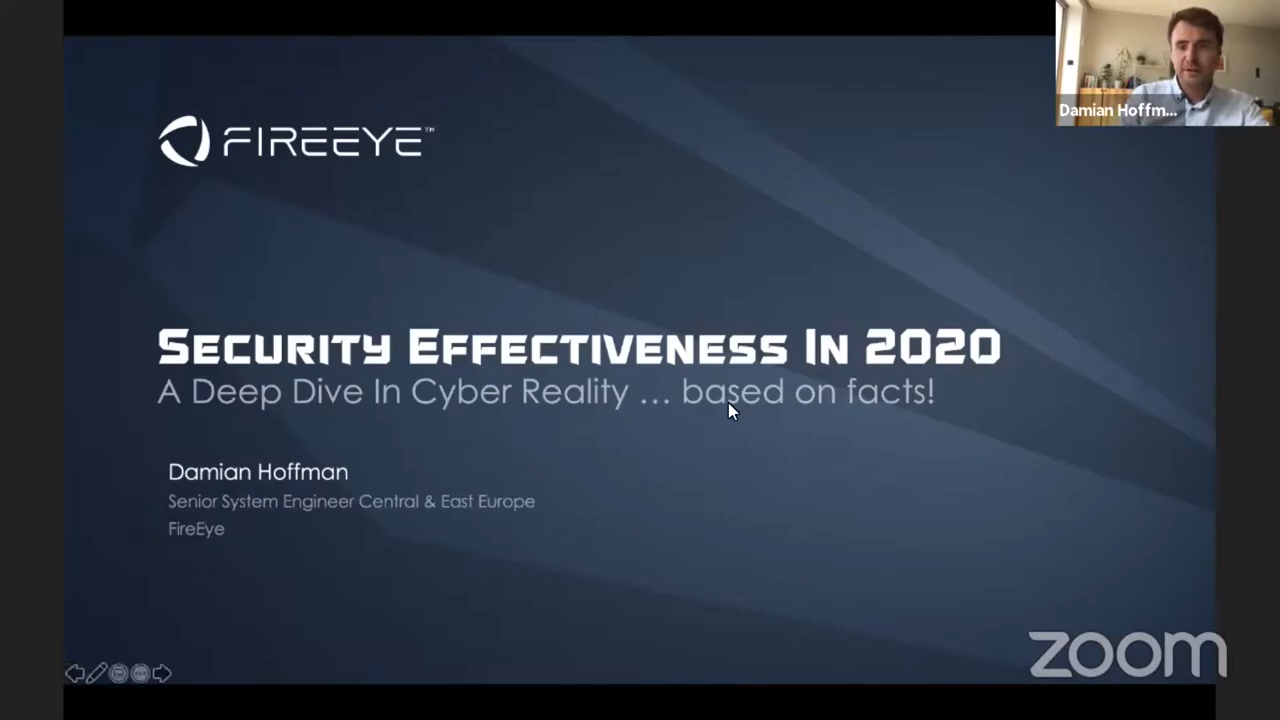 Damian Hoffm...
FIREEYE™
SECURITY EFFECTIVENESS IN 2020
A Deep Dive In Cyber Reality ... based on facts!
Damian Hoffman
Senior System Engineer Central & East Europe
FireEye
zoom